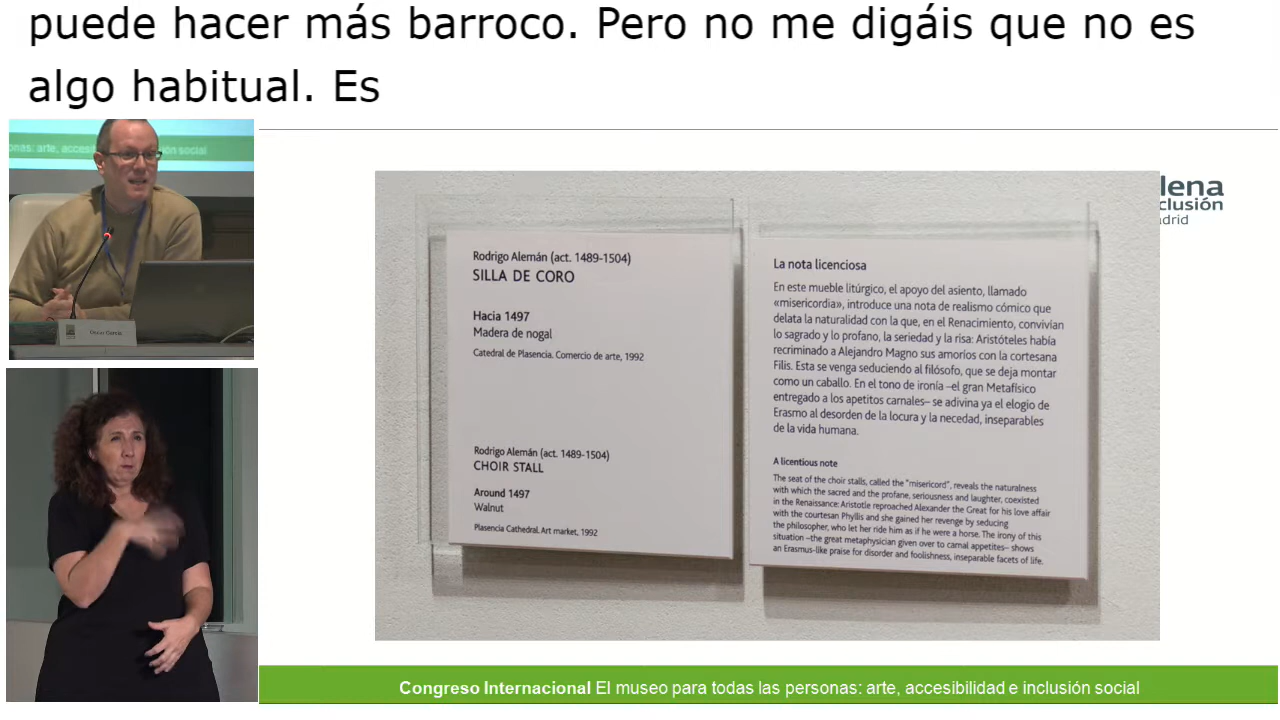 puede hacer más barroco. Pero no me digáis que no es
algo habitual. Es
onas: arte, accesibi
ión social
lena
clusión
adrid
Rodrigo Alemán (act. 1489-1504)
SILLA DE CORO
Hacia 1497
Madera de nogal
Catedral de Plasencia. Comercio de arte, 1992
Rodrigo Alemán (act. 1489-1504)
CHOIR STALL
Around 1497
Walnut
Plasencia Cathedral. Art market, 1992
La nota licenciosa
En este mueble litúrgico, el apoyo del asiento, llamado
«misericordia», introduce una nota de realismo cómico que
delata la naturalidad con la que, en el Renacimiento, convivían
lo sagrado y lo profano, la seriedad y la risa: Aristóteles había
recriminado a Alejandro Magno sus amoríos con la cortesana
Filis. Esta se venga seduciendo al filósofo, que se deja montar
como un caballo. En el tono de ironía –el gran Metafísico
entregado a los apetitos carnales– se adivina ya el elogio de
Erasmo al desorden de la locura y la necedad, inseparables
de la vida humana.
A licentious note
The seat of the choir stalls, called the "misericord", reveals the naturalness
with which the sacred and the profane, seriousness and laughter, coexisted
in the Renaissance: Aristotle reproached Alexander the Great for his love affair
with the courtesan Phyllis and she gained her revenge by seducing
the philosopher, who let her ride him as if he were a horse. The irony of this
situation –the great metaphysician given over to carnal appetites– shows
an Erasmus-like praise for disorder and foolishness, inseparable facets of life.
Congreso Internacional El museo para todas las personas: arte, accesibilidad e inclusión social